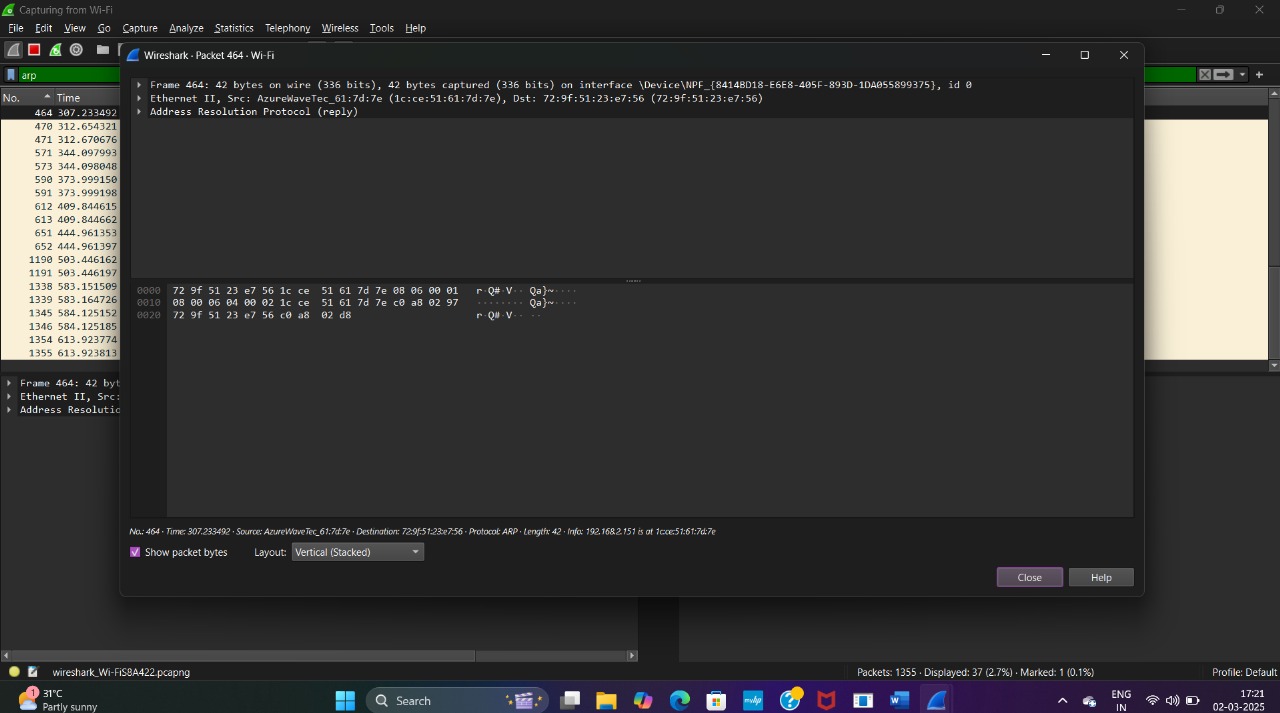 Capturing from Wi-Fi
File Edit View Go Capture Analyze Statistics Telephony Wireless Tools Help
Wireshark · Packet 464 · Wi-Fi
arp
Frame 464: 42 bytes on wire (336 bits), 42 bytes captured (336 bits) on interface \Device\NPF_{8414BD18-E6E8-405F-893D-1DA055899375}, id 0
Ethernet II, Src: AzureWaveTec_61:7d:7e (1c:ce:51:61:7d:7e), Dst: 72:9f:51:23:e7:56 (72:9f:51:23:e7:56)
Address Resolution Protocol (reply)
No. Time
464 307.233492
470 312.654321
471 312.670676
571 344.097993
573 344.098048
590 373.999150
591 373.999198
612 409.844615
613 409.844662
651 444.961353
652 444.961397
1190 503.446162
1191 503.446197
1338 583.151509
1339 583.164726
1345 584.125152
1346 584.125185
1354 613.923774
1355 613.923813
0000 72 9f 51 23 e7 56 1c ce 51 61 7d 7e 08 06 00 01 r·Q#·V·· Qa}~····
0010 08 00 06 04 00 02 1c ce 51 61 7d 7e c0 a8 02 97 ········ Qa}~····
0020 72 9f 51 23 e7 56 c0 a8 02 d8 r·Q#·V·· ··
Frame 464: 42 byt
Ethernet II, Src:
Address Resolutio
No.: 464 · Time: 307.233492 · Source: AzureWaveTec_61:7d:7e · Destination: 72:9f:51:23:e7:56 · Protocol: ARP · Length: 42 · Info: 192.168.2.151 is at 1c:ce:51:61:7d:7e
Show packet bytes Layout: Vertical (Stacked)
Close Help
wireshark_Wi-FiS8A422.pcapng
Packets: 1355 · Displayed: 37 (2.7%) · Marked: 1 (0.1%)
Profile: Default
1
31°C
Partly sunny
Search
mdip
ENG
IN
17:21
02-03-2025